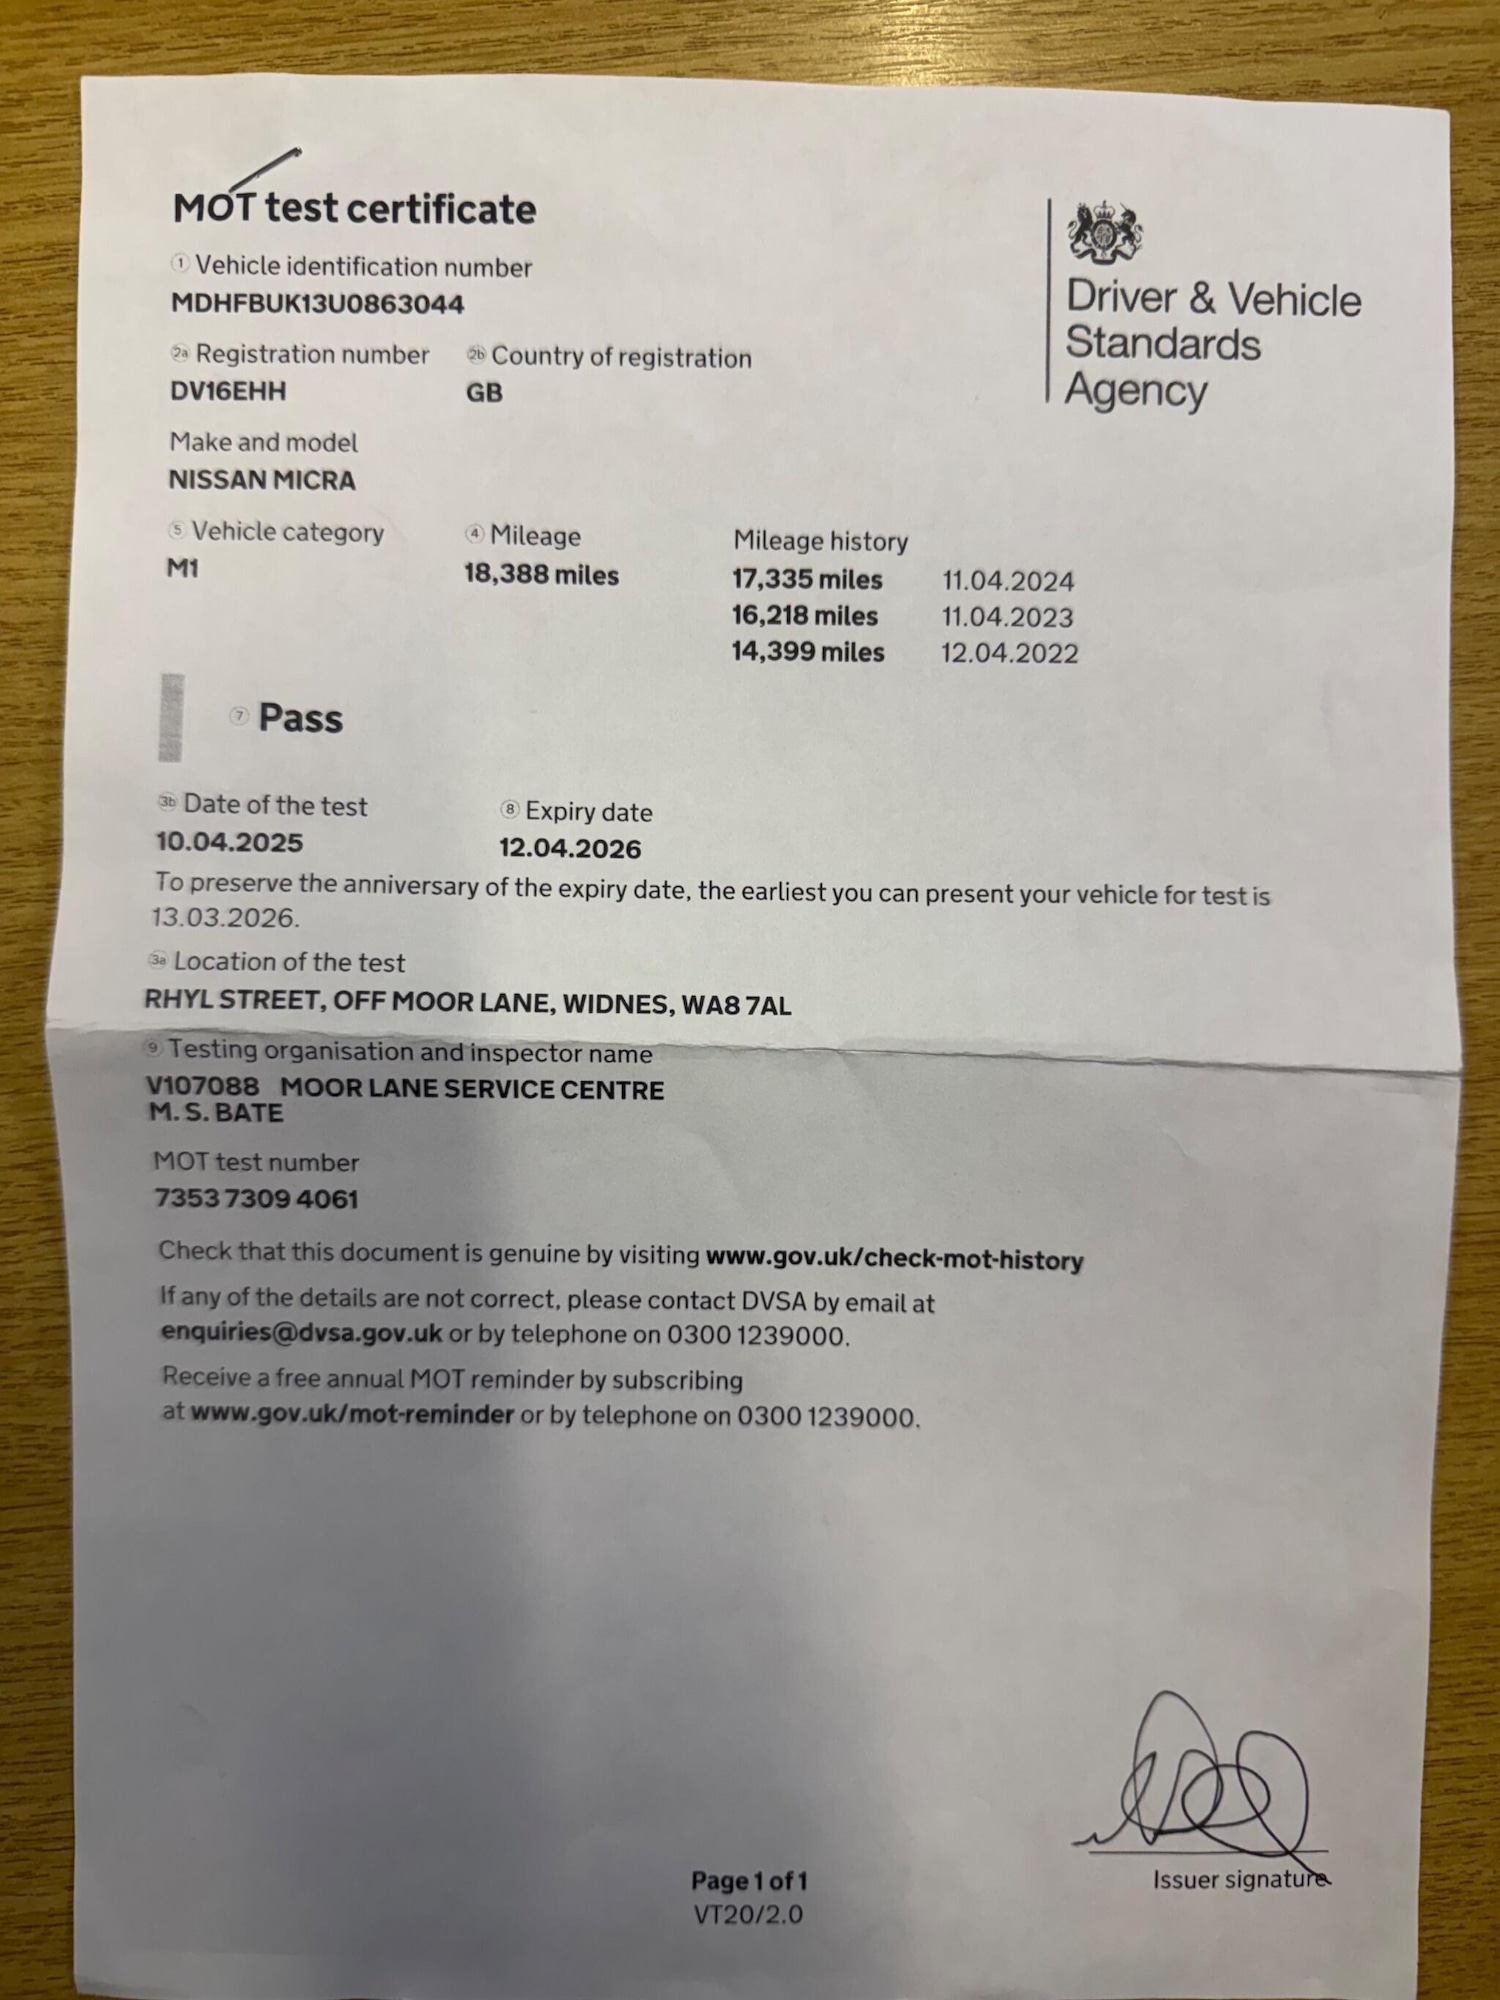 MOT test certificate
1 Vehicle identification number
MDHFBUK13U0863044
2a Registration number 2b Country of registration
DV16EHH GB
Make and model
NISSAN MICRA
5 Vehicle category 4 Mileage Mileage history
M1 18,388 miles 17,335 miles 11.04.2024
16,218 miles 11.04.2023
14,399 miles 12.04.2022
Driver & Vehicle
Standards
Agency
7 Pass
3b Date of the test 8 Expiry date
10.04.2025 12.04.2026
To preserve the anniversary of the expiry date, the earliest you can present your vehicle for test is
13.03.2026.
3a Location of the test
RHYL STREET, OFF MOOR LANE, WIDNES, WA8 7AL
9 Testing organisation and inspector name
V107088 MOOR LANE SERVICE CENTRE
M. S. BATE
MOT test number
7353 7309 4061
Check that this document is genuine by visiting www.gov.uk/check-mot-history
If any of the details are not correct, please contact DVSA by email at
enquiries@dvsa.gov.uk or by telephone on 0300 1239000.
Receive a free annual MOT reminder by subscribing
at www.gov.uk/mot-reminder or by telephone on 0300 1239000.
Issuer signature
Page 1 of 1
VT20/2.0